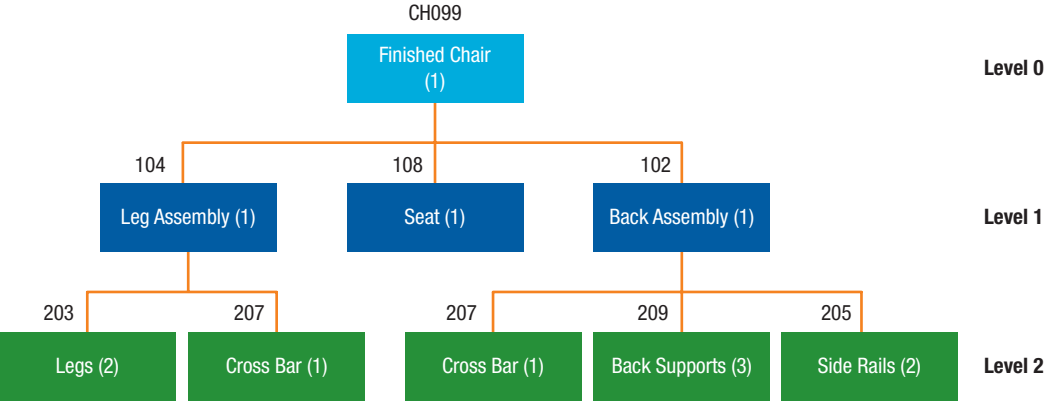 CH099
Finished Chair
(1)
Level 0
104
108
102
Leg Assembly (1)
Seat (1)
Back Assembly (1)
Level 1
203
207
207
209
205
Legs (2)
Cross Bar (1)
Cross Bar (1)
Back Supports (3)
Side Rails (2)
Level 2